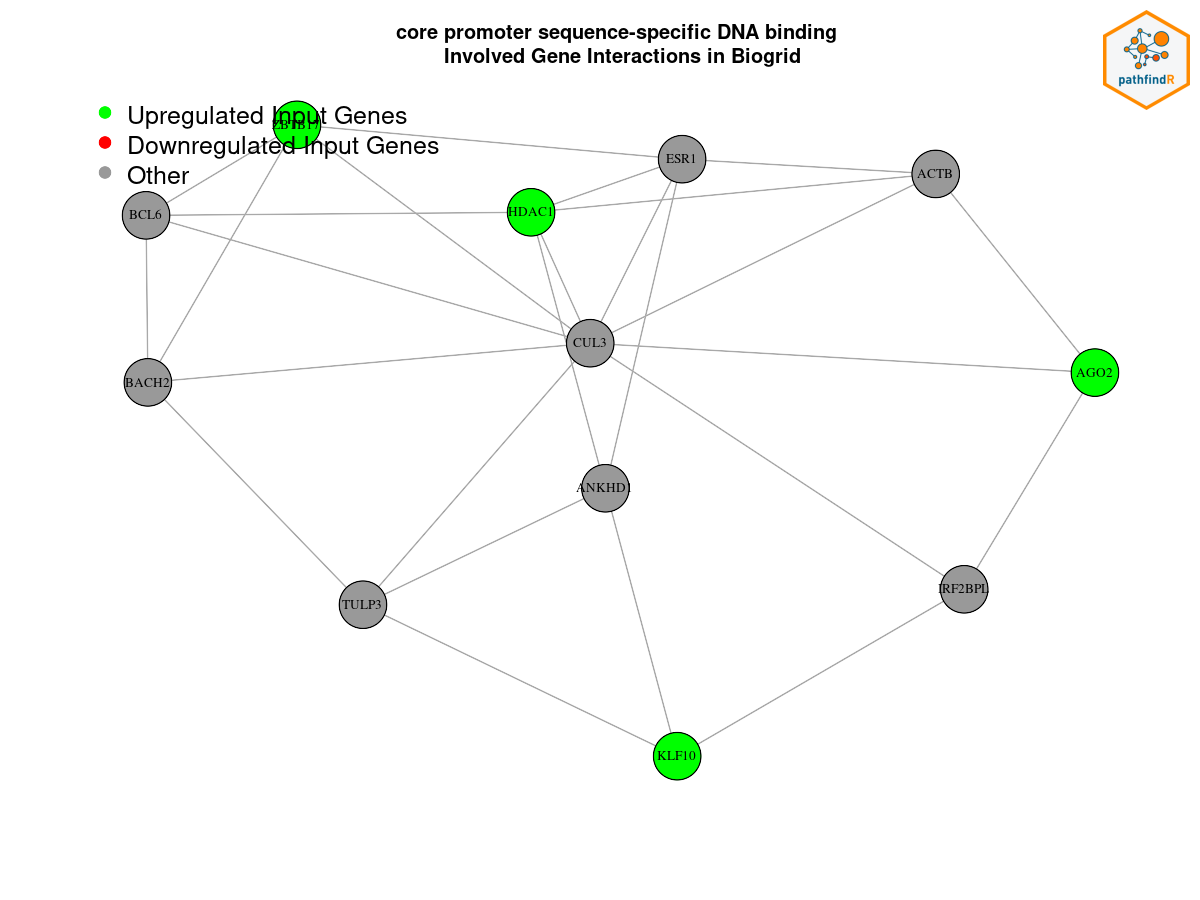 core promoter sequence-specific DNA binding
Involved Gene Interactions in Biogrid
pathfindR
Upregulated Input Genes
Downregulated Input Genes
Other
ZBTB17
ESR1
ACTB
BCL6
HDAC1
CUL3
AGO2
BACH2
ANKHD1
TULP3
IRF2BPL
KLF10